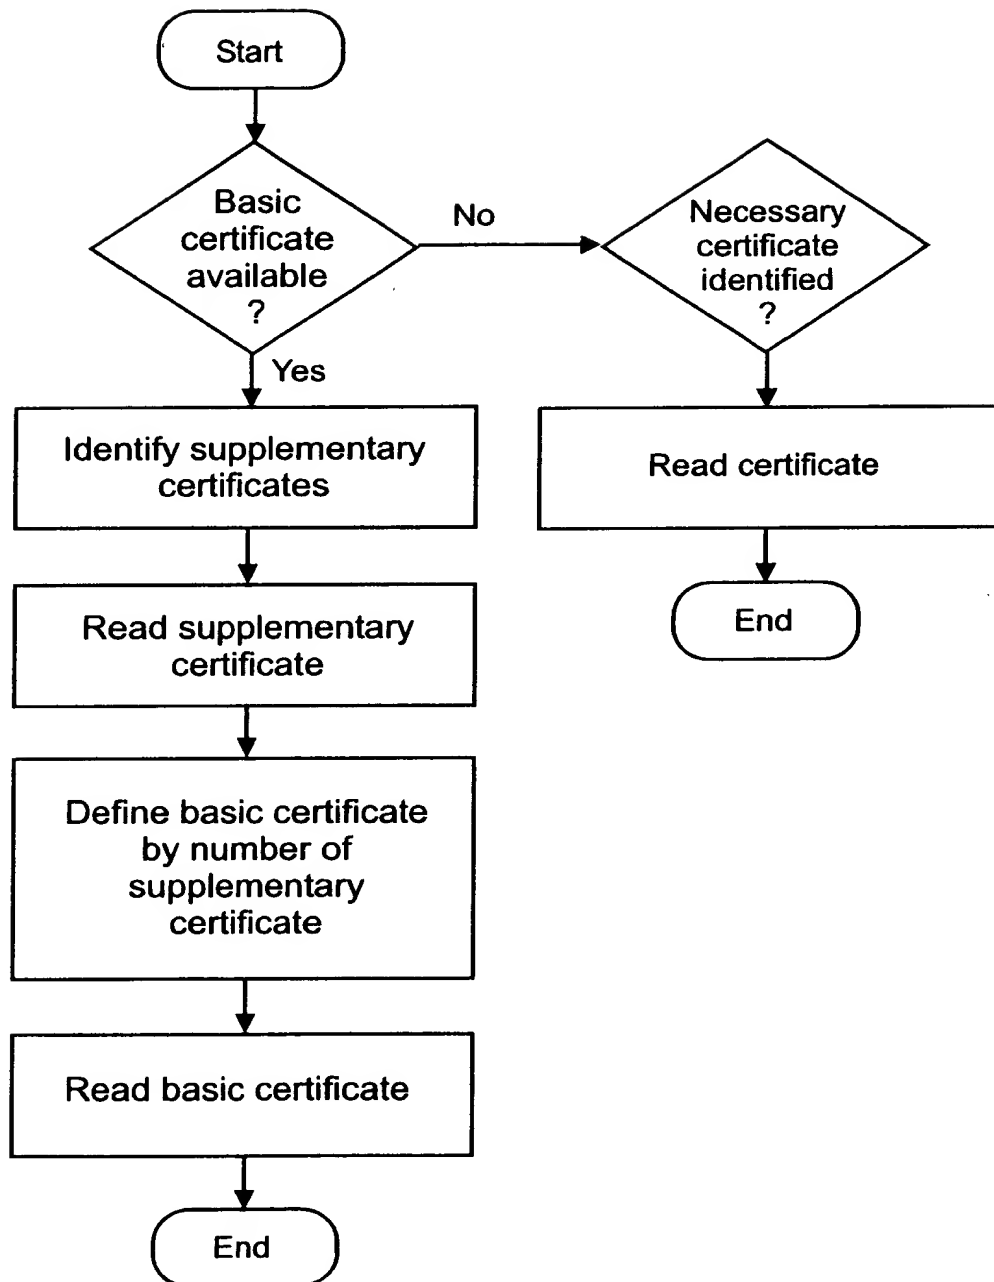 Start
Basic
certificate
available
?
No
Necessary
certificate
identified
?
Yes
Identify supplementary
certificates
Read certificate
Read supplementary
certificate
End
Define basic certificate
by number of
supplementary
certificate
Read basic certificate
End